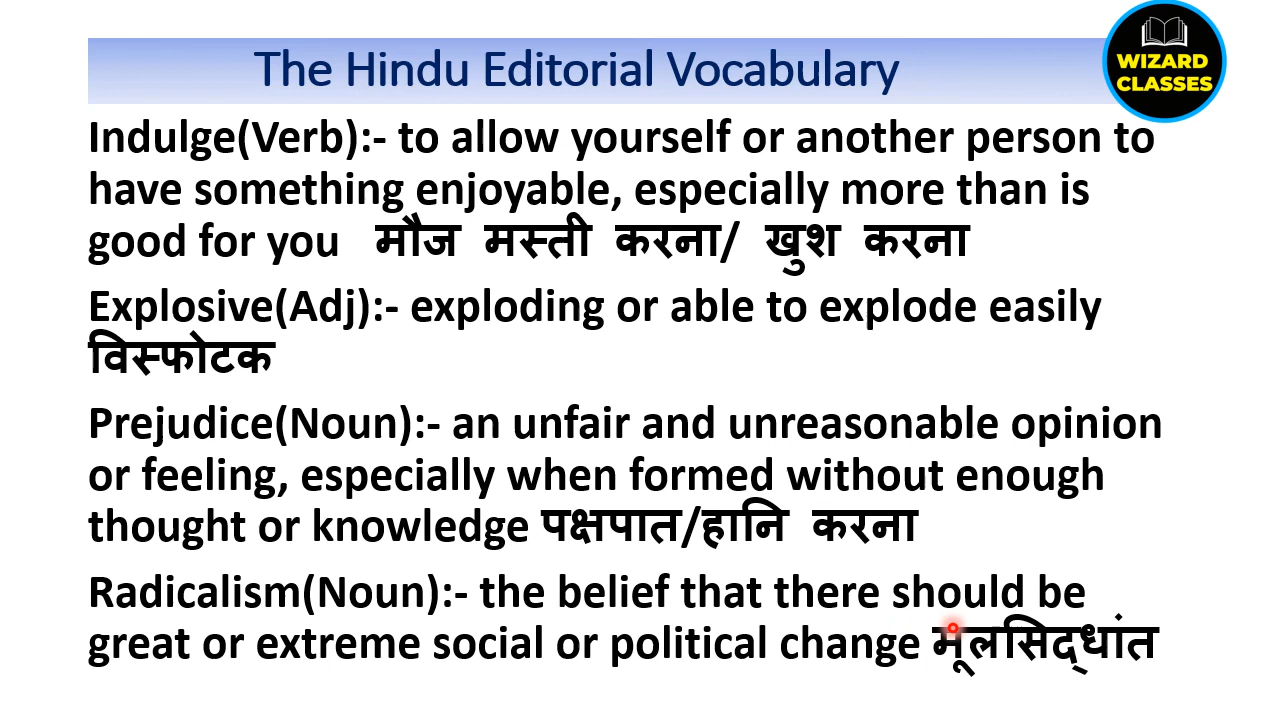 The Hindu Editorial Vocabulary
WIZARD
CLASSES
Indulge(Verb):- to allow yourself or another person to
have something enjoyable, especially more than is
good for you मौज मस्ती करना/ खुश करना
Explosive(Adj):- exploding or able to explode easily
विस्फोटक
Prejudice(Noun):- an unfair and unreasonable opinion
or feeling, especially when formed without enough
thought or knowledge पक्षपात/हानि करना
Radicalism(Noun):- the belief that there should be
great or extreme social or political change मूलसिद्धांत